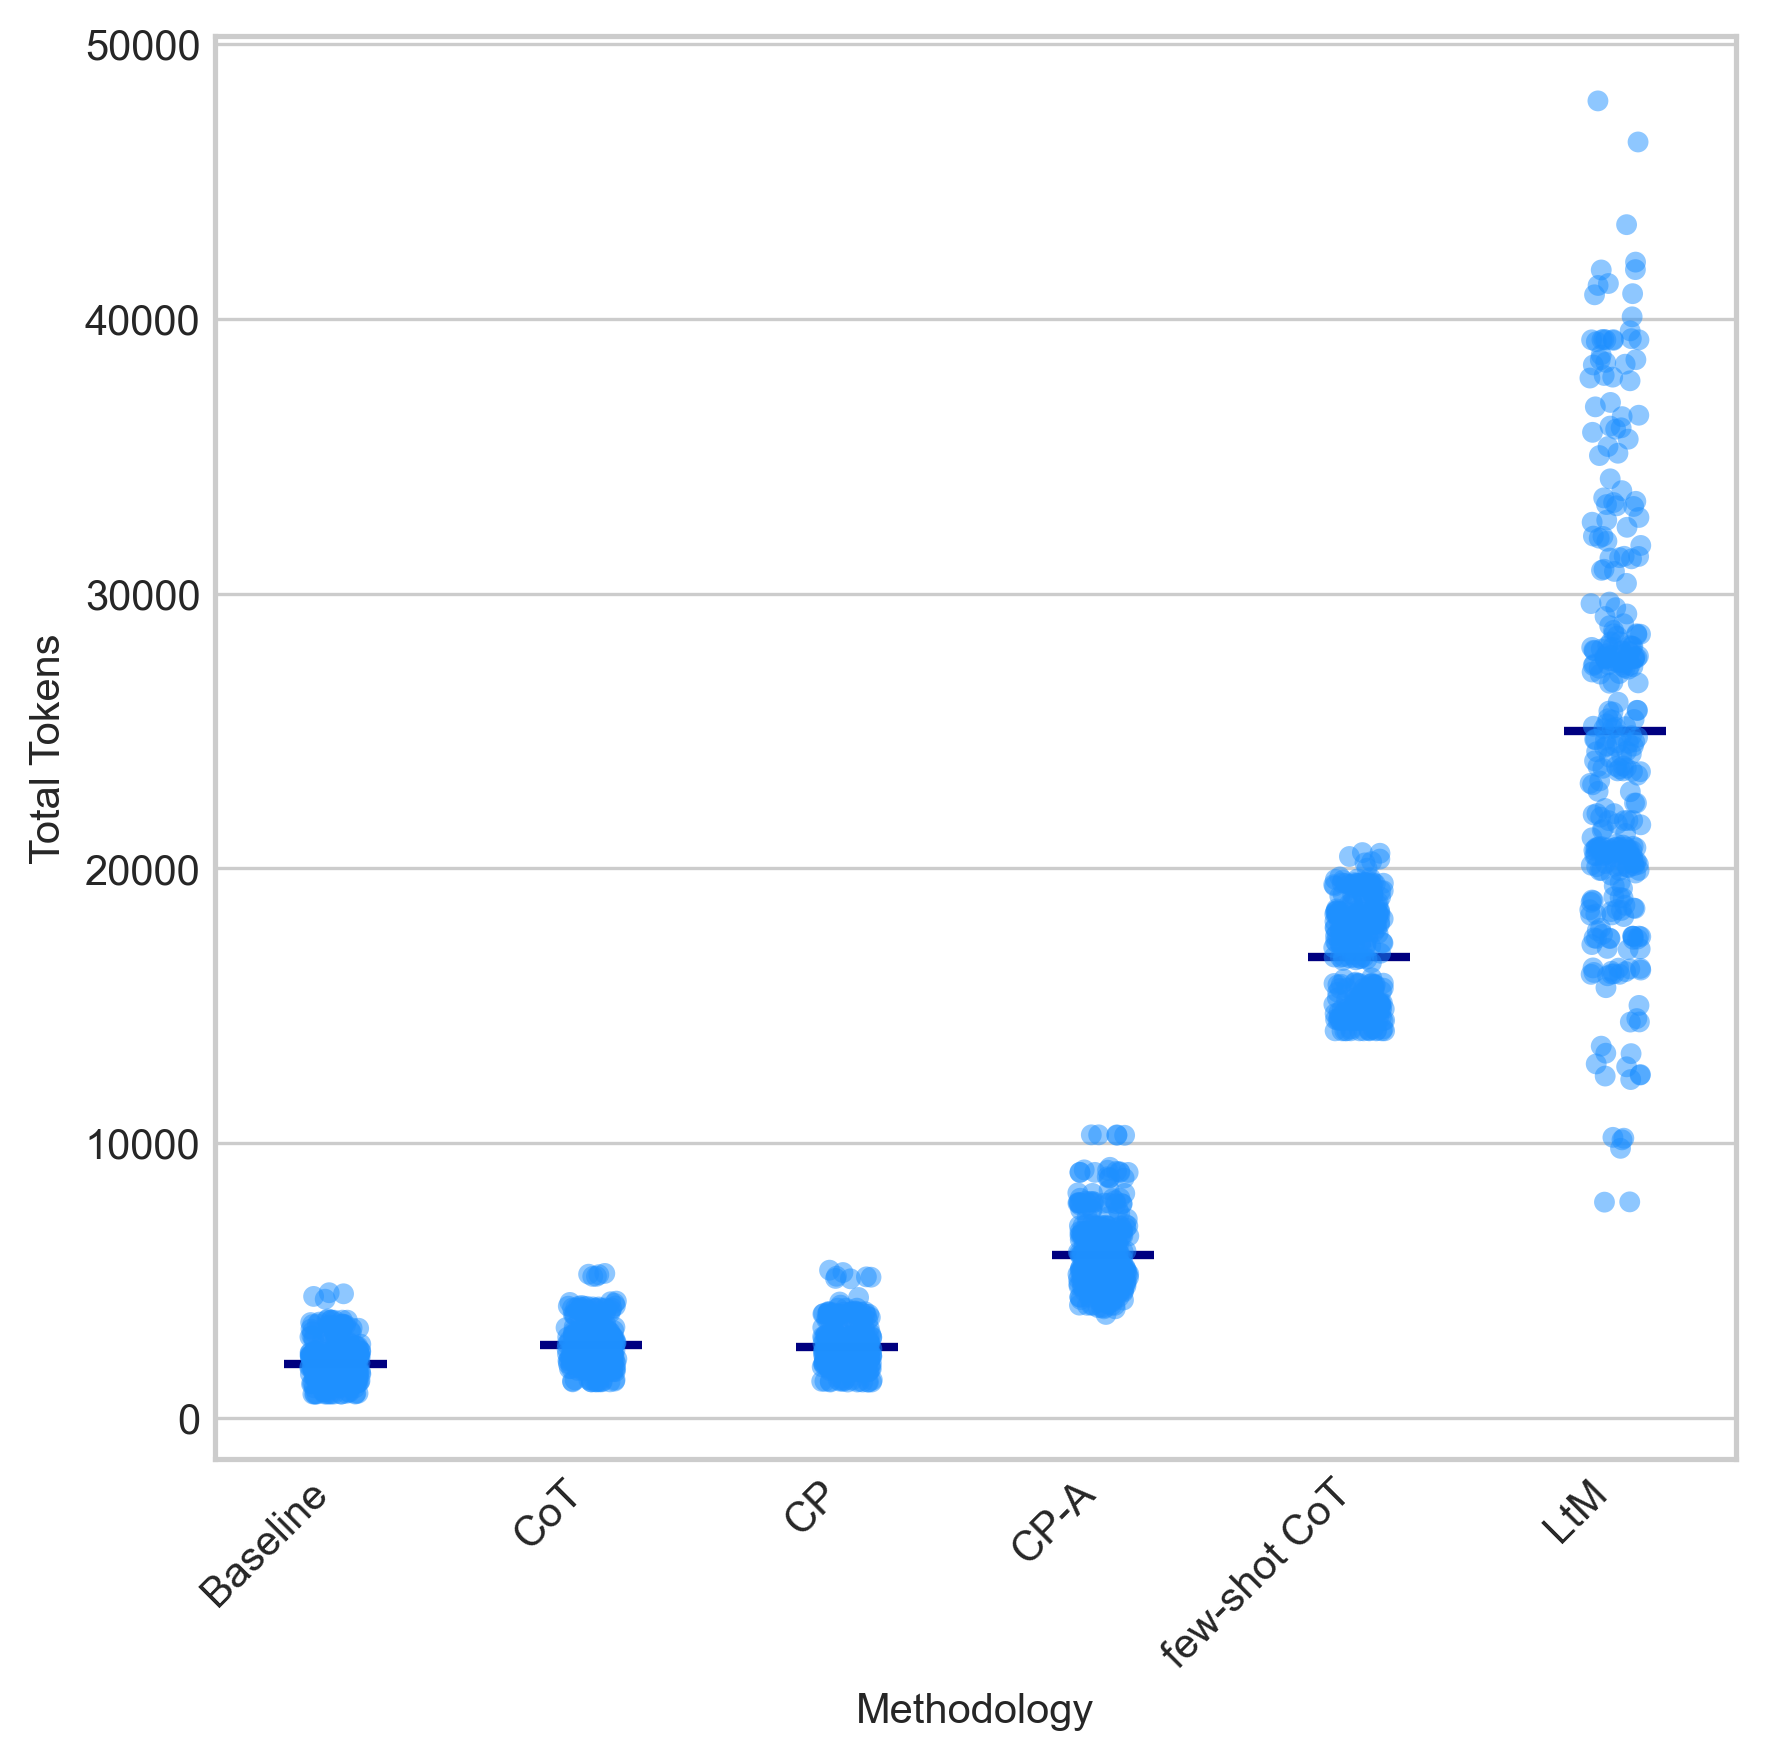 50000
40000
30000
20000
10000
0
Total Tokens
Baseline
CoT
CP
CP-A
few-shot CoT
LtM
Methodology